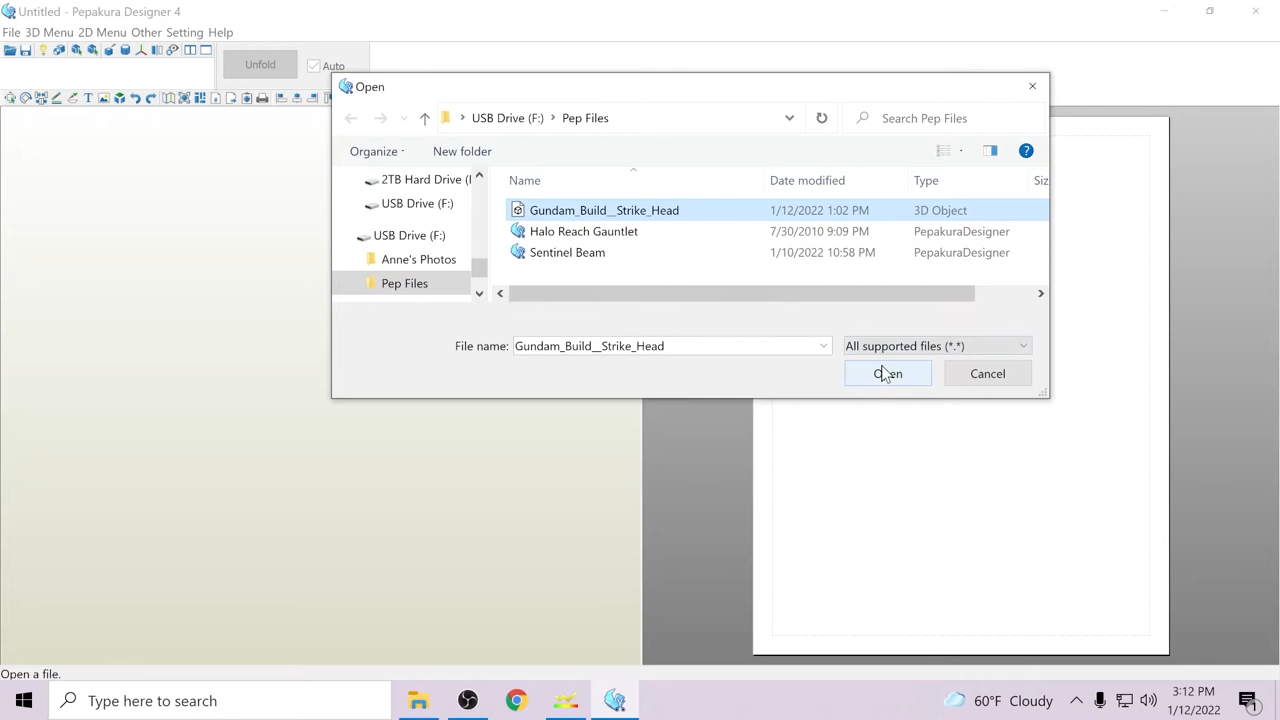 Untitled - Pepakura Designer 4
File 3D Menu 2D Menu Other Setting Help
Unfold
Auto
Open
USB Drive (F:) Pep Files
Search Pep Files
Organize
New folder
2TB Hard Drive (
USB Drive (F:)
USB Drive (F:)
Anne's Photos
Pep Files
Name Date modified Type Siz
Gundam_Build__Strike_Head 1/12/2022 1:02 PM 3D Object
Halo Reach Gauntlet 7/30/2010 9:09 PM PepakuraDesigner
Sentinel Beam 1/10/2022 10:58 PM PepakuraDesigner
File name: Gundam_Build__Strike_Head
All supported files (*.*)
Open
Cancel
Open a file.
Type here to search
60°F Cloudy
3:12 PM
1/12/2022
1